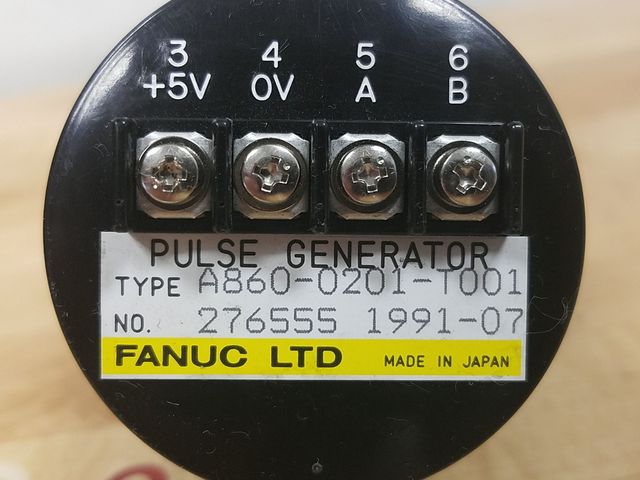 3 4 5 6
+5V 0V A B
PULSE GENERATOR
TYPE A860-0201-T001
NO. 276555 1991-07
FANUC LTD MADE IN JAPAN